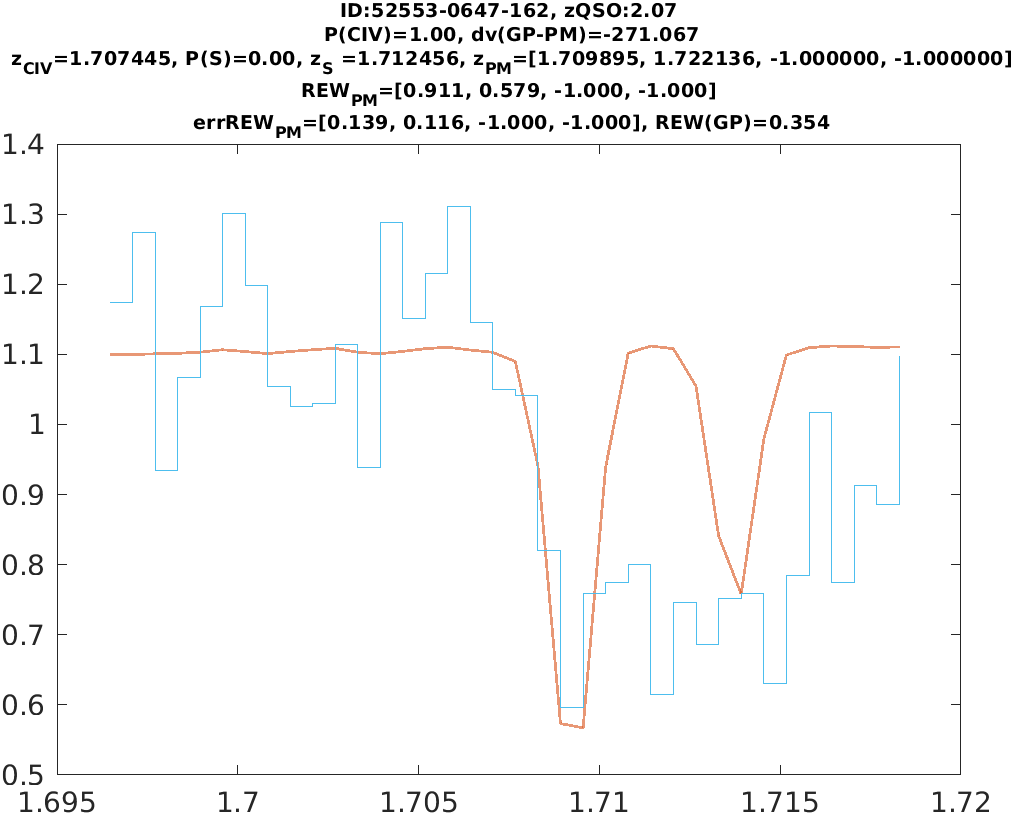 ID:52553-0647-162, zQSO:2.07
P(CIV)=1.00, dv(GP-PM)=-271.067
zCIV=1.707445, P(S)=0.00, zS =1.712456, zPM=[1.709895, 1.722136, -1.000000, -1.000000]
REWPM=[0.911, 0.579, -1.000, -1.000]
errREWPM=[0.139, 0.116, -1.000, -1.000], REW(GP)=0.354
1.4
1.3
1.2
1.1
1
0.9
0.8
0.7
0.6
0.5
1.695 1.7 1.705 1.71 1.715 1.72